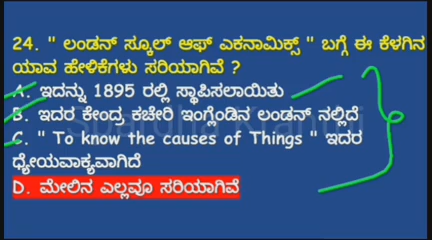 24. " ಲಂಡನ್ ಸ್ಕೂಲ್ ಆಫ್ ಎಕನಾಮಿಕ್ಸ್ " ಬಗ್ಗೆ ಈ ಕೆಳಗಿನ
ಯಾವ ಹೇಳಿಕೆಗಳು ಸರಿಯಾಗಿವೆ ?
A. ಇದನ್ನು 1895 ರಲ್ಲಿ ಸ್ಥಾಪಿಸಲಾಯಿತು
B. ಇದರ ಕೇಂದ್ರ ಕಚೇರಿ ಇಂಗ್ಲೆಂಡಿನ ಲಂಡನ್ ನಲ್ಲಿದೆ
C. " To know the causes of Things " ಇದರ
ಧ್ಯೇಯವಾಕ್ಯವಾಗಿದೆ
D. ಮೇಲಿನ ಎಲ್ಲವೂ ಸರಿಯಾಗಿವೆ